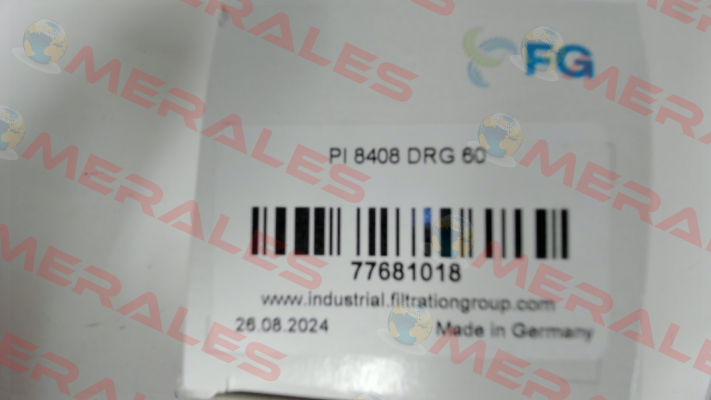 FG
PI 8408 DRG 60
77681018
www.industrial.filtrationgroup.com
26.08.2024 Made in Germany
MERALES
MERALES
MERALES
MERALES
MERALES
MERALES